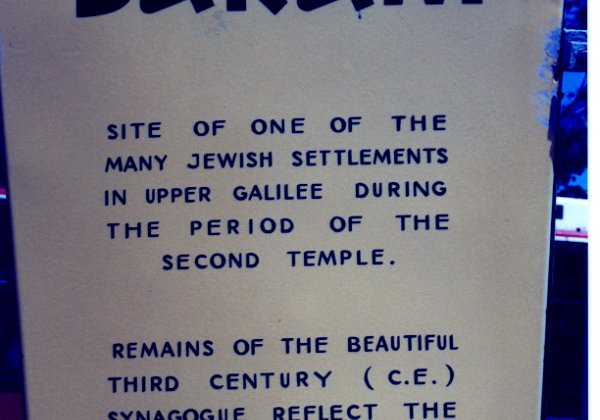 SITE OF ONE OF THE
MANY JEWISH SETTLEMENTS
IN UPPER GALILEE DURING
THE PERIOD OF THE
SECOND TEMPLE.
REMAINS OF THE BEAUTIFUL
THIRD CENTURY (C.E.)
SYNAGOGUE REFLECT THE